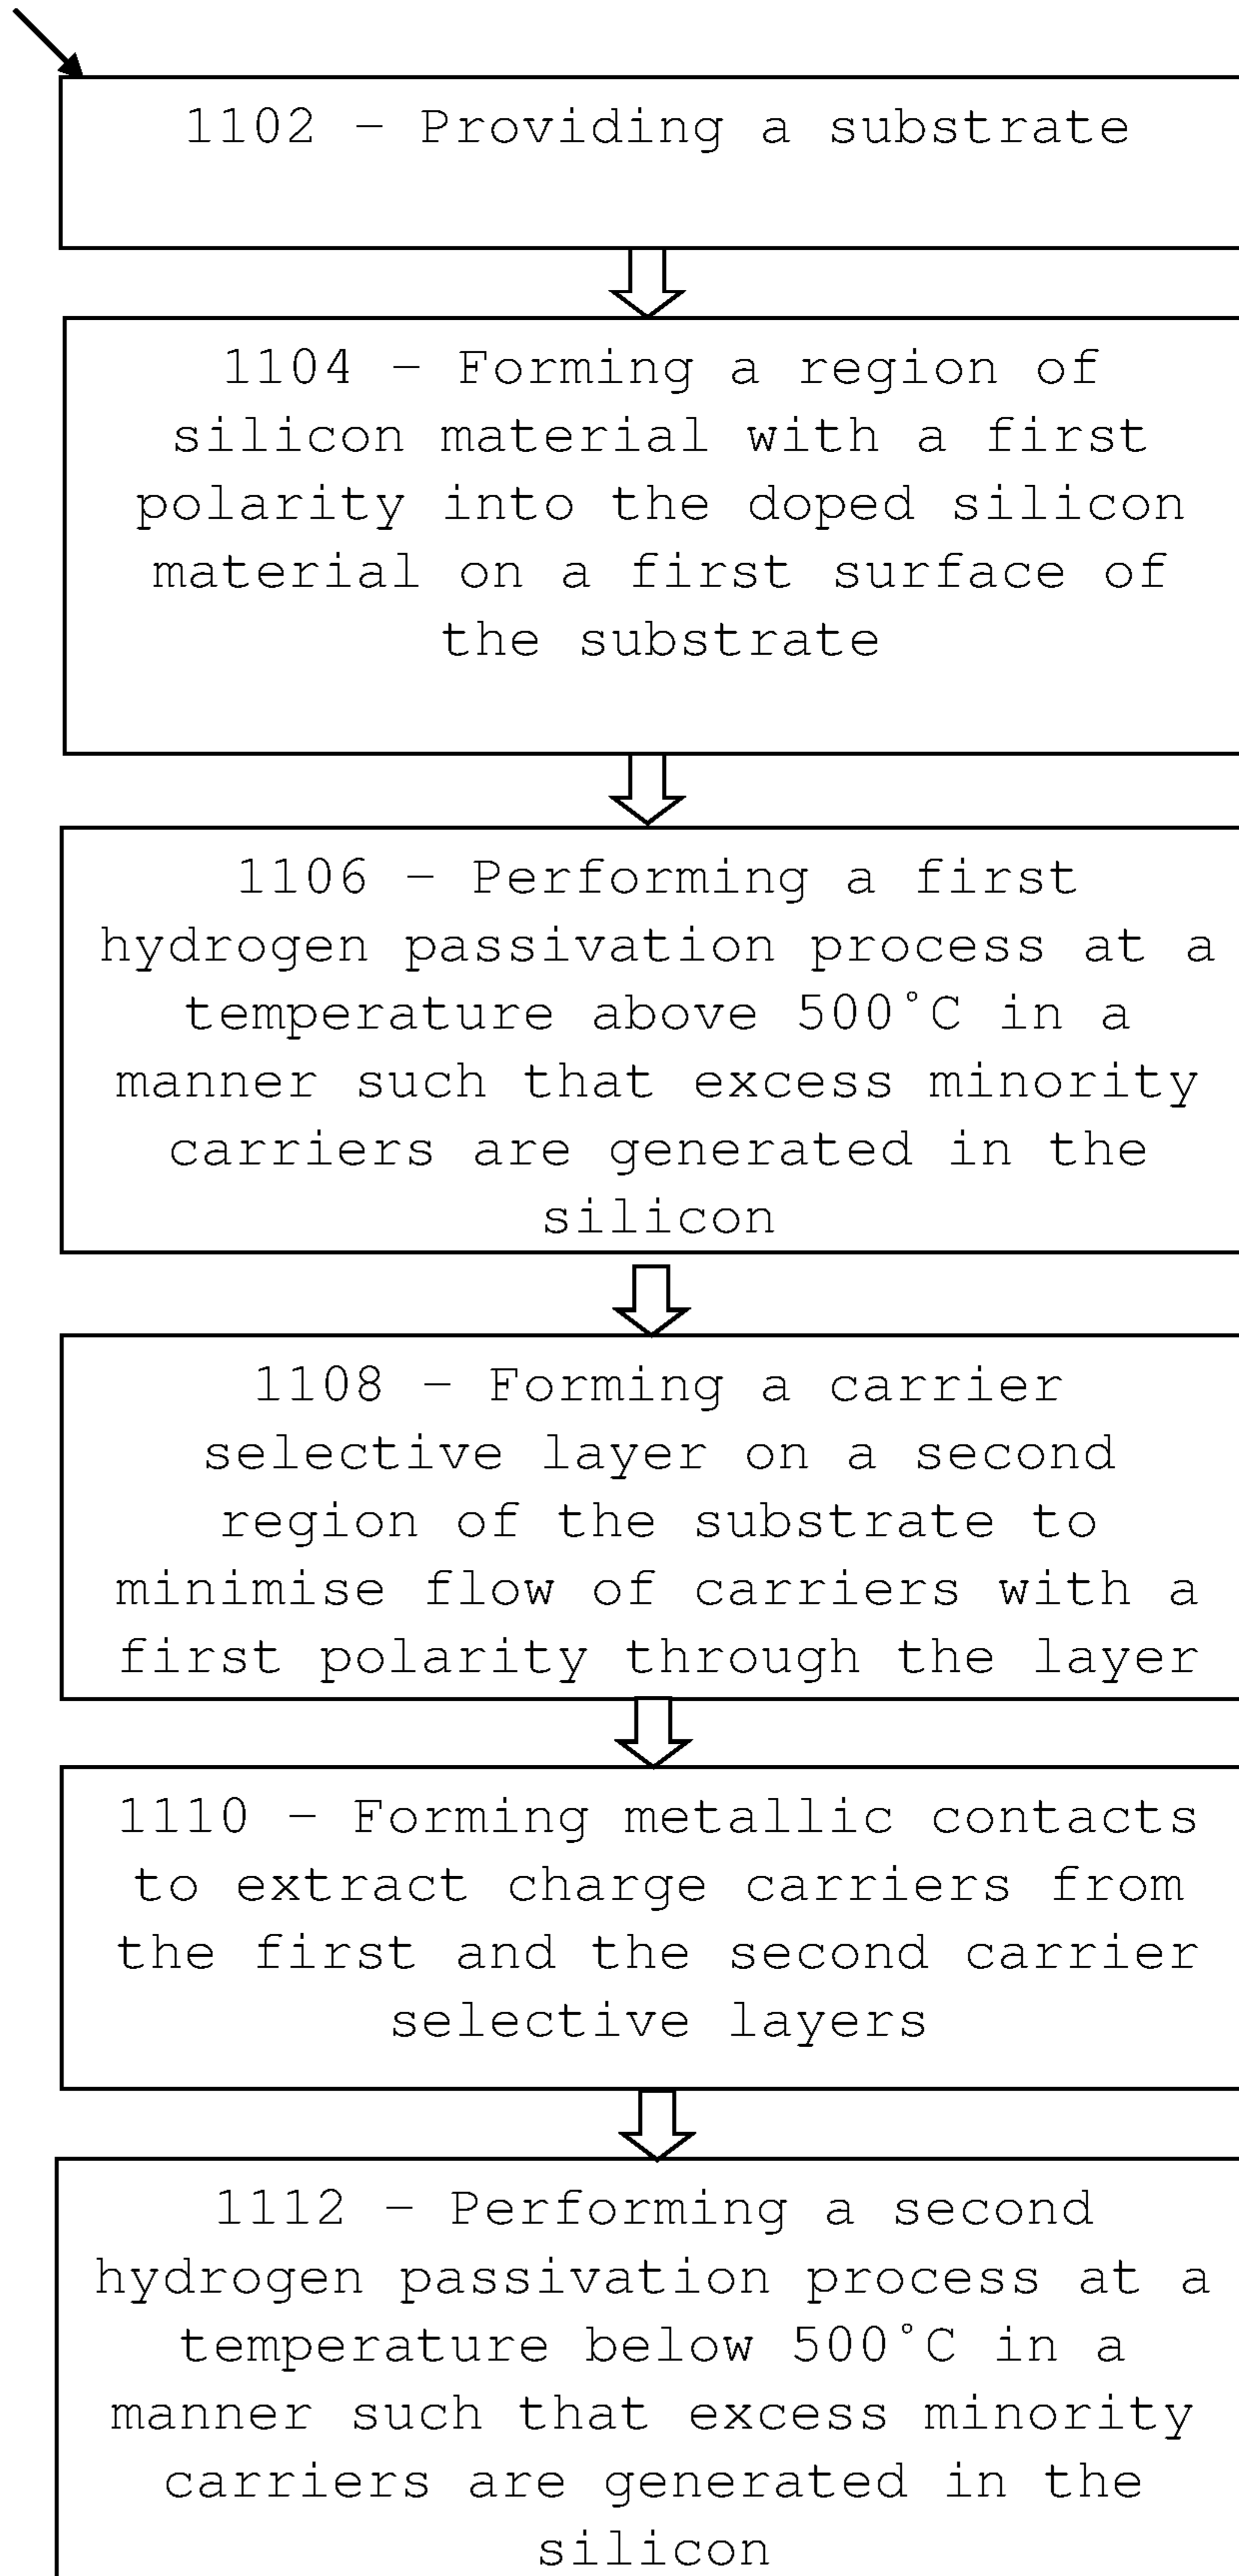 1102 – Providing a substrate
1104 – Forming a region of
silicon material with a first
polarity into the doped silicon
material on a first surface of
the substrate
1106 – Performing a first
hydrogen passivation process at a
temperature above 500˚C in a
manner such that excess minority
carriers are generated in the
silicon
1108 – Forming a carrier
selective layer on a second
region of the substrate to
minimise flow of carriers with a
first polarity through the layer
1110 – Forming metallic contacts
to extract charge carriers from
the first and the second carrier
selective layers
1112 – Performing a second
hydrogen passivation process at a
temperature below 500˚C in a
manner such that excess minority
carriers are generated in the
silicon